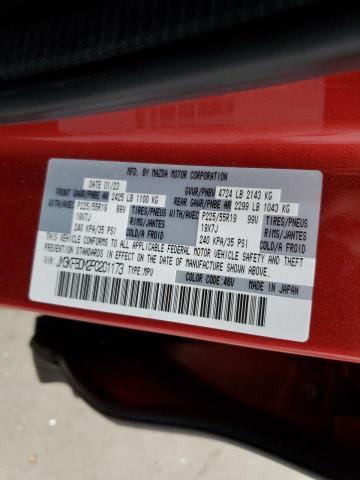 MFD. BY MAZDA MOTOR CORPORATION
DATE 01/23 GVWR/PNBV 4724 LB 2143 KG
FRONT GAWR/PNBE AV 2425 LB 1100 KG REAR GAWR/PNBE AR 2299 LB 1043 KG
P225/55R19 99V TIRES/PNEUS P225/55R19 99V TIRES/PNEUS
19X7J RIMS/JANTES 19X7J RIMS/JANTES
240 KPA/35 PSI COLD/FROID 240 KPA/35 PSI COLD/FROID
THIS VEHICLE CONFORMS TO ALL APPLICABLE FEDERAL MOTOR VEHICLE SAFETY AND THEFT
PREVENTION STANDARDS IN EFFECT ON THE DATE OF MANUFACTURE SHOWN ABOVE.
VIN: JM3KFBDM2P0201173 TYPE:MPV
COLOR CODE:46V MADE IN JAPAN